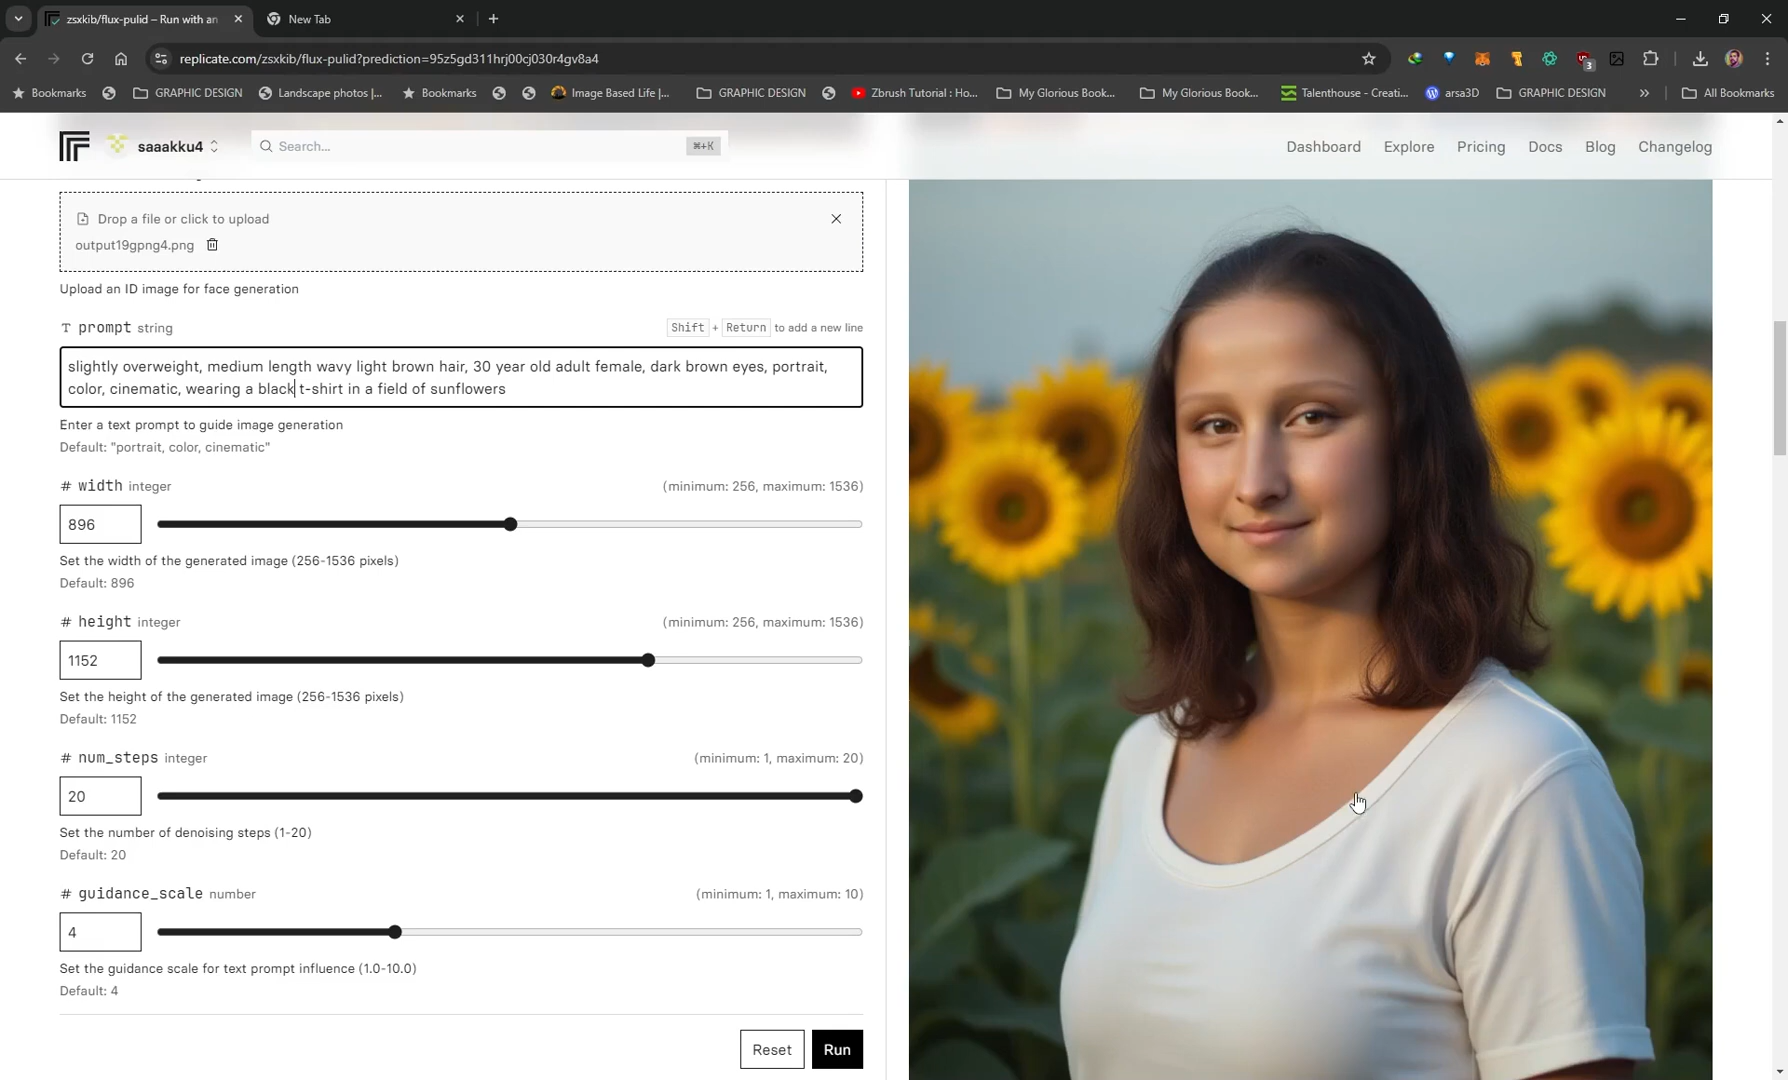 zsxkib/flux-pulid – Run with an
New Tab
replicate.com/zsxkib/flux-pulid?prediction=95z5gd311hrj00cj030r4gv8a4
3
Bookmarks
GRAPHIC DESIGN
Landscape photos |...
Bookmarks
Image Based Life |...
GRAPHIC DESIGN
Zbrush Tutorial : Ho...
My Glorious Book...
My Glorious Book...
Talenthouse - Creati...
arsa3D
GRAPHIC DESIGN
»
All Bookmarks
saaakku4
Search...
⌘+K
Dashboard
Explore
Pricing
Docs
Blog
Changelog
Drop a file or click to upload
output19gpng4.png
Upload an ID image for face generation
T prompt string
Shift + Return to add a new line
slightly overweight, medium length wavy light brown hair, 30 year old adult female, dark brown eyes, portrait,
color, cinematic, wearing a black t-shirt in a field of sunflowers
Enter a text prompt to guide image generation
Default: "portrait, color, cinematic"
# width integer
(minimum: 256, maximum: 1536)
896
Set the width of the generated image (256-1536 pixels)
Default: 896
# height integer
(minimum: 256, maximum: 1536)
1152
Set the height of the generated image (256-1536 pixels)
Default: 1152
# num_steps integer
(minimum: 1, maximum: 20)
20
Set the number of denoising steps (1-20)
Default: 20
# guidance_scale number
(minimum: 1, maximum: 10)
4
Set the guidance scale for text prompt influence (1.0-10.0)
Default: 4
Reset
Run